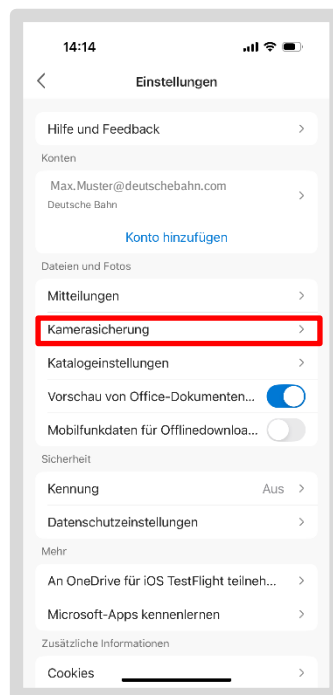 14:14
Einstellungen
Hilfe und Feedback
Konten
Max.Muster@deutschebahn.com
Deutsche Bahn
Konto hinzufügen
Dateien und Fotos
Mitteilungen
Kamerasicherung
Katalogeinstellungen
Vorschau von Office-Dokumenten...
Mobilfunkdaten für Offlinedownloa...
Sicherheit
Kennung Aus
Datenschutzeinstellungen
Mehr
An OneDrive für iOS TestFlight teilneh...
Microsoft-Apps kennenlernen
Zusätzliche Informationen
Cookies